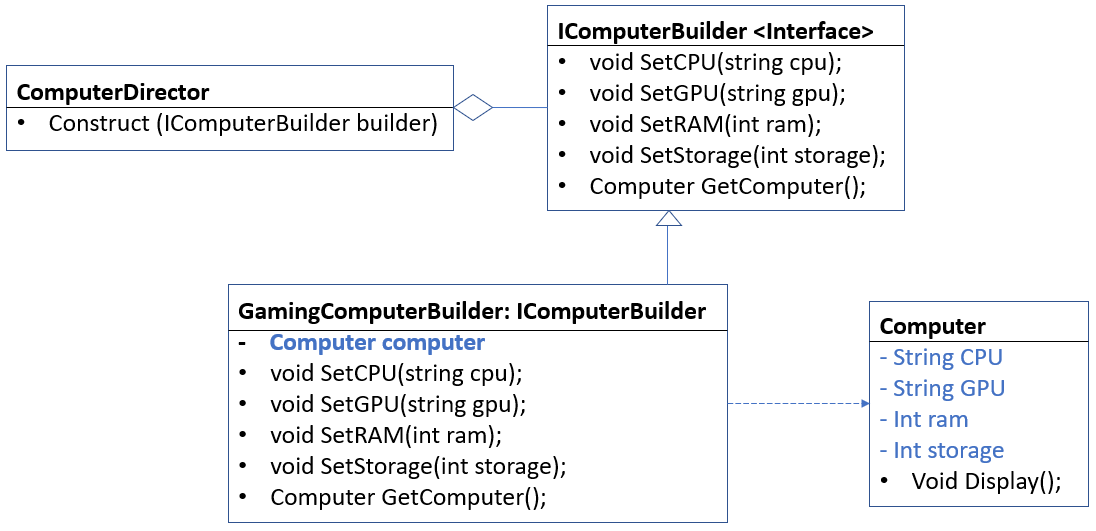 ComputerDirector
• Construct (IComputerBuilder builder)
IComputerBuilder <Interface>
• void SetCPU(string cpu);
• void SetGPU(string gpu);
• void SetRAM(int ram);
• void SetStorage(int storage);
• Computer GetComputer();
GamingComputerBuilder: IComputerBuilder
- Computer computer
• void SetCPU(string cpu);
• void SetGPU(string gpu);
• void SetRAM(int ram);
• void SetStorage(int storage);
• Computer GetComputer();
Computer
- String CPU
- String GPU
- Int ram
- Int storage
• Void Display();